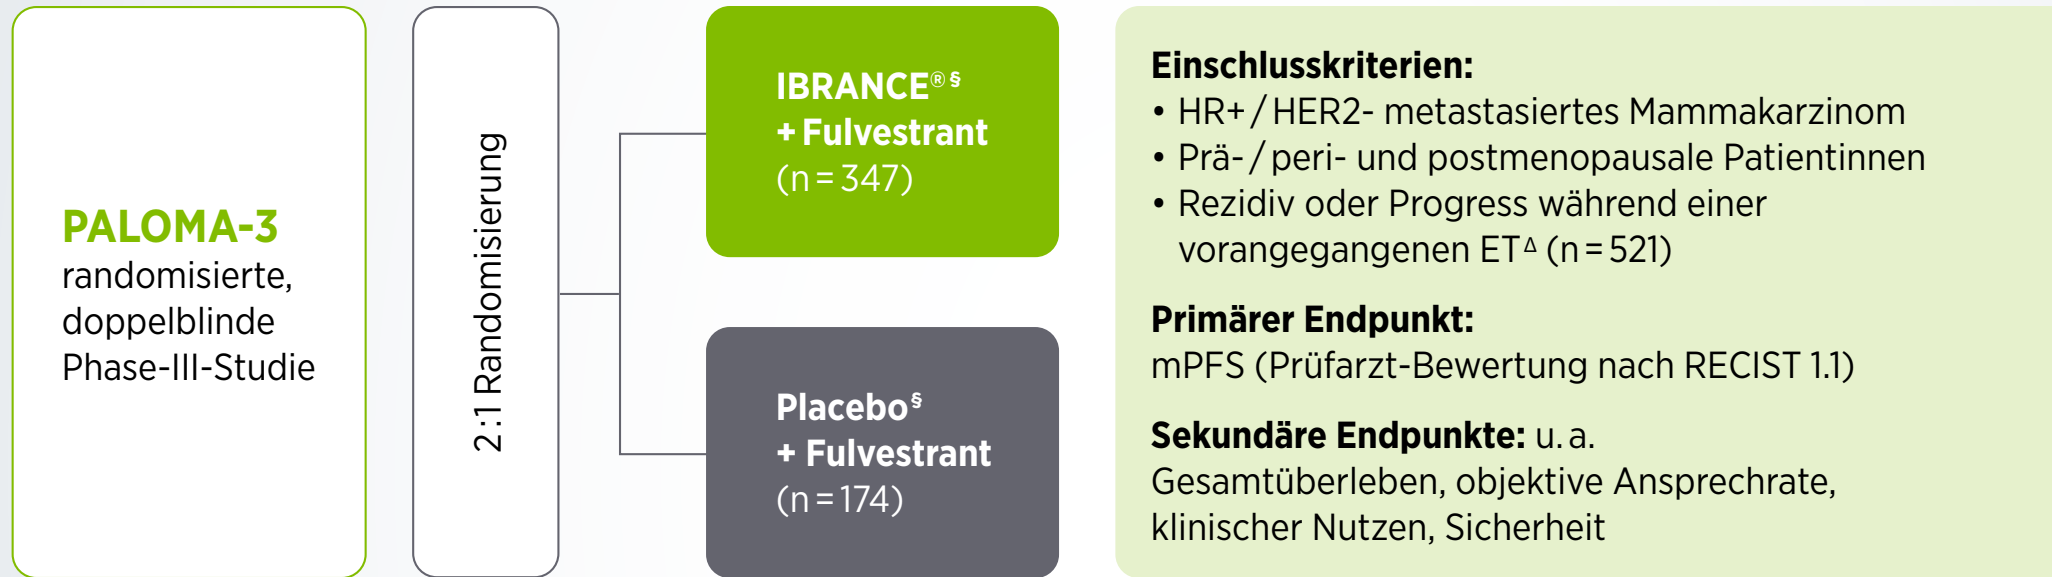 PALOMA-3
randomisierte,
doppelblinde
Phase-III-Studie
2:1 Randomisierung
IBRANCE® §
+ Fulvestrant
(n = 347)
Placebo §
+ Fulvestrant
(n = 174)
Einschlusskriterien:
• HR+ / HER2- metastasiertes Mammakarzinom
• Prä- / peri- und postmenopausale Patientinnen
• Rezidiv oder Progress während einer
vorangegangenen ET Δ (n = 521)
Primärer Endpunkt:
mPFS (Prüfarzt-Bewertung nach RECIST 1.1)
Sekundäre Endpunkte: u. a.
Gesamtüberleben, objektive Ansprechrate,
klinischer Nutzen, Sicherheit